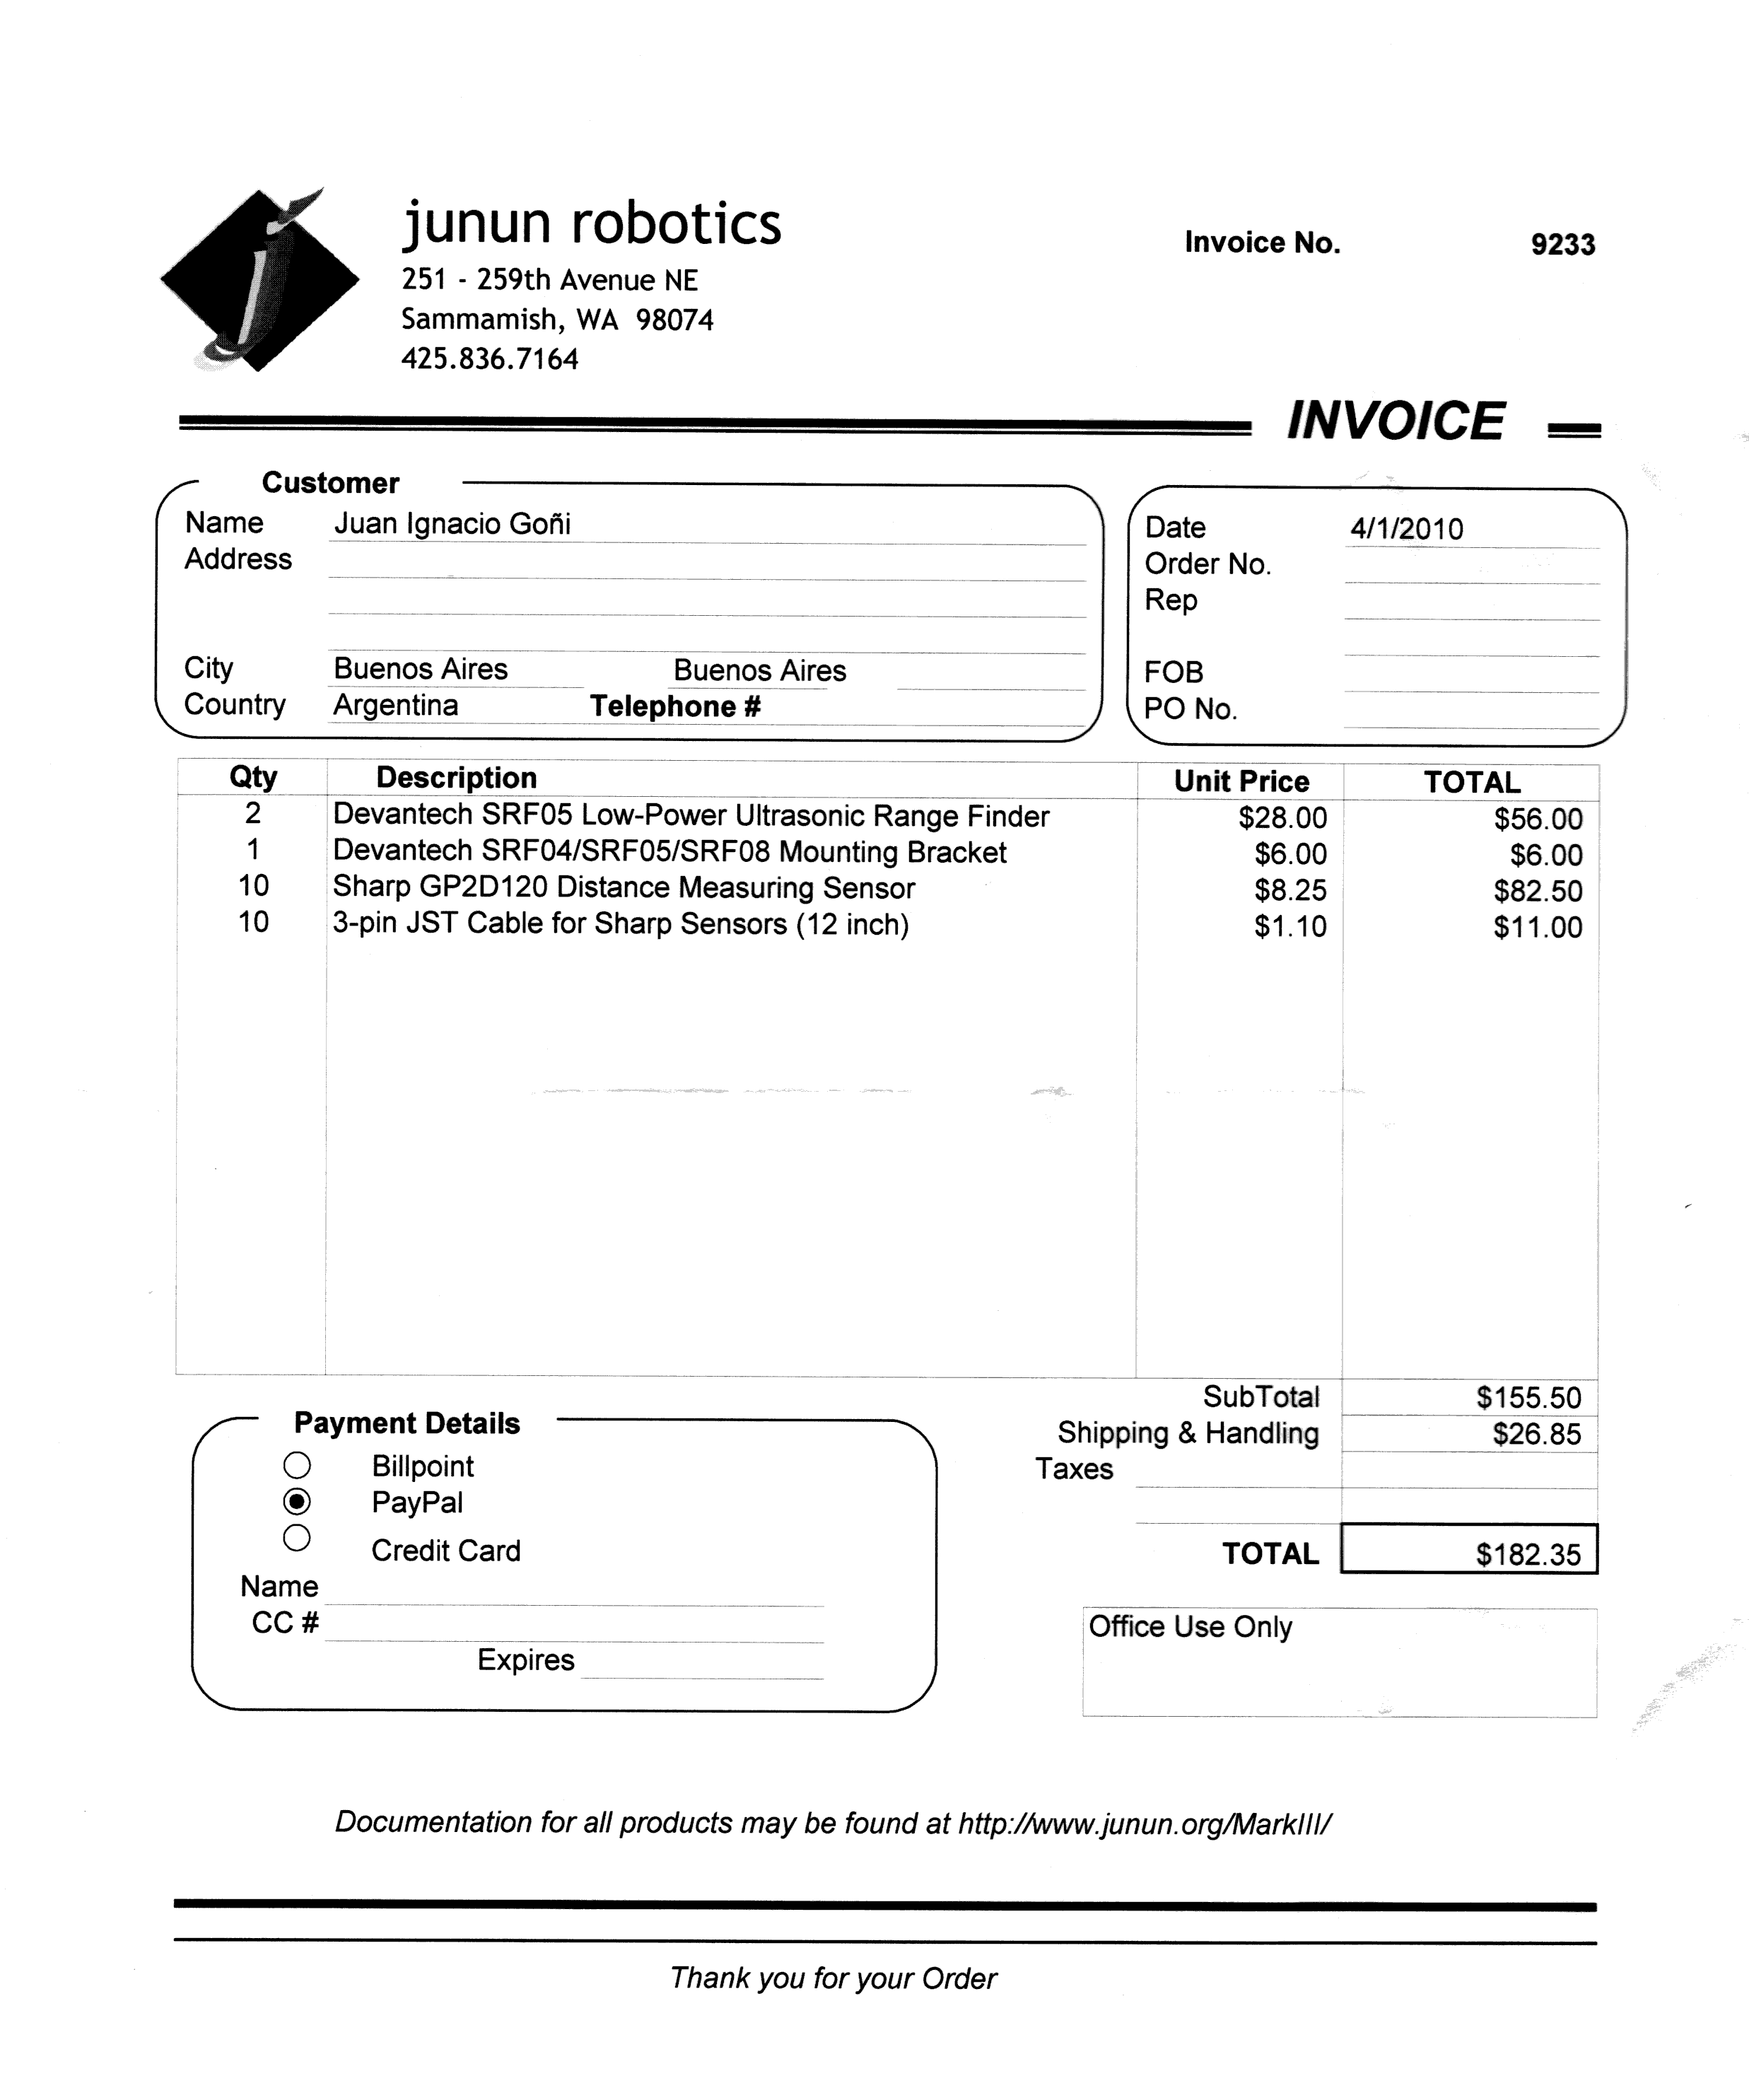 junun robotics
251 - 259th Avenue NE
Sammamish, WA 98074
425.836.7164
Invoice No. 9233
INVOICE
Customer
Name Juan Ignacio Goñi
Address
City Buenos Aires Buenos Aires
Country Argentina Telephone #
Date 4/1/2010
Order No.
Rep
FOB
PO No.
Qty Description Unit Price TOTAL
2 Devantech SRF05 Low-Power Ultrasonic Range Finder $28.00 $56.00
1 Devantech SRF04/SRF05/SRF08 Mounting Bracket $6.00 $6.00
10 Sharp GP2D120 Distance Measuring Sensor $8.25 $82.50
10 3-pin JST Cable for Sharp Sensors (12 inch) $1.10 $11.00
SubTotal $155.50
Shipping & Handling $26.85
Taxes
TOTAL $182.35
Payment Details
Billpoint
PayPal
Credit Card
Name
CC #
Expires
Office Use Only
Documentation for all products may be found at http://www.junun.org/MarkIII/
Thank you for your Order